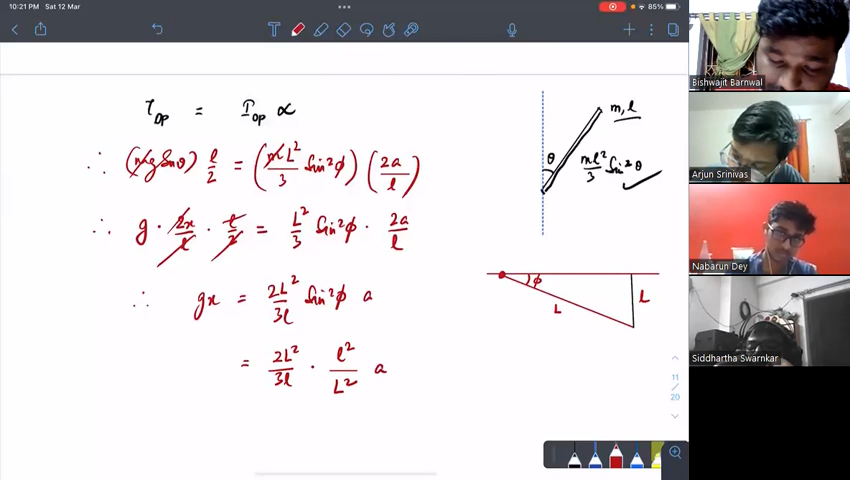 10:21 PM Sat 12 Mar
85%
τ_OP = I_OP α
∴ (mg Sinθ) l/2 = (mL²/3 Sin²φ) (2a/l)
∴ g · 2x/l · l/2 = L²/3 Sin²φ · 2a/l
∴ gx = 2L²/3l Sin²φ a
= 2L²/3l · l²/L² a
m, l
θ
ml²/3 Sin²θ
φ
L
l
11
/
20
Bishwajit Barnwal
Arjun Srinivas
Nabarun Dey
Siddhartha Swarnkar